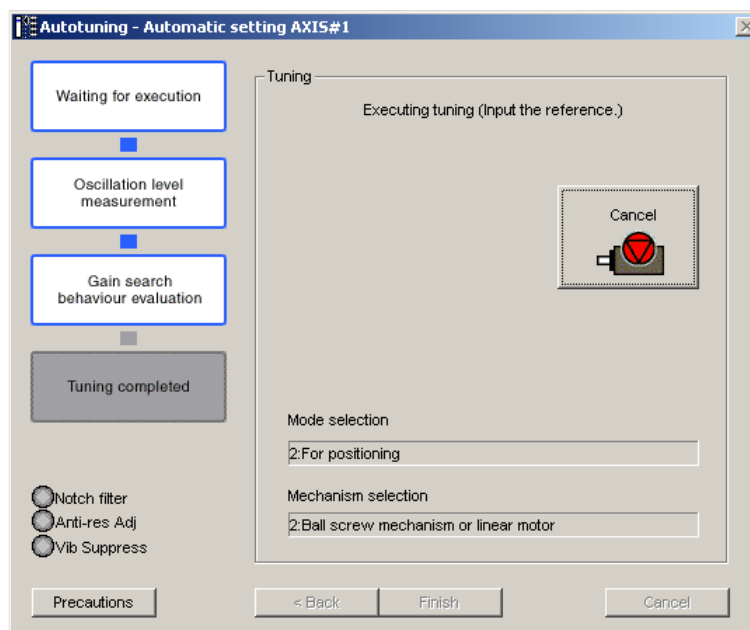 Autotuning - Automatic setting AXIS#1
Waiting for execution
Oscillation level
measurement
Gain search
behaviour evaluation
Tuning completed
Notch filter
Anti-res Adj
Vib Suppress
Precautions
Tuning
Executing tuning (Input the reference.)
Cancel
Mode selection
2:For positioning
Mechanism selection
2:Ball screw mechanism or linear motor
< Back
Finish
Cancel